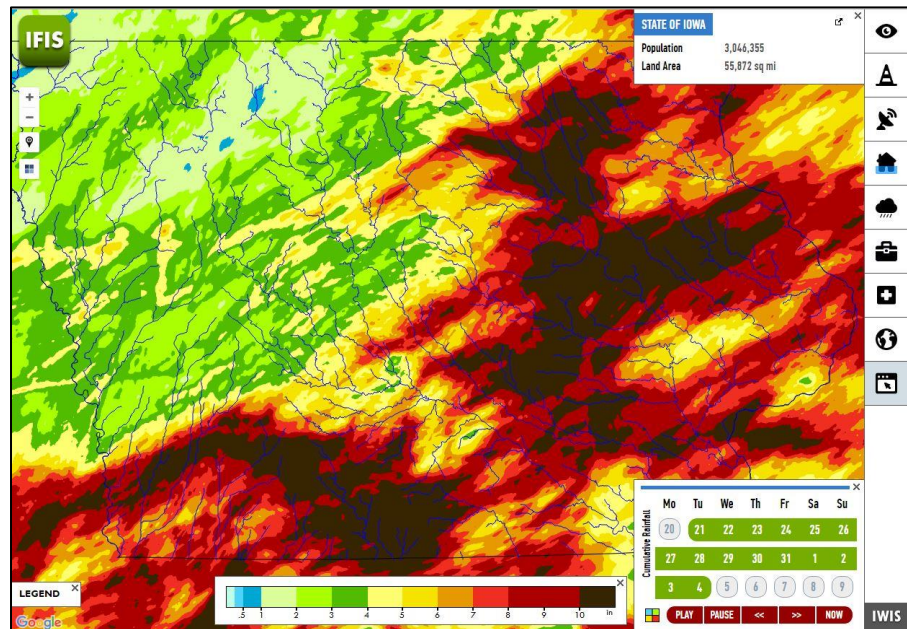 IFIS
STATE OF IOWA
Population 3,046,355
Land Area 55,872 sq mi
+
−
Cumulative Rainfall
Mo Tu We Th Fr Sa Su
20 21 22 23 24 25 26
27 28 29 30 31 1 2
3 4 5 6 7 8 9
PLAY PAUSE << >> NOW
LEGEND
Google
.5 1 2 3 4 5 6 7 8 9 10 in
IWIS